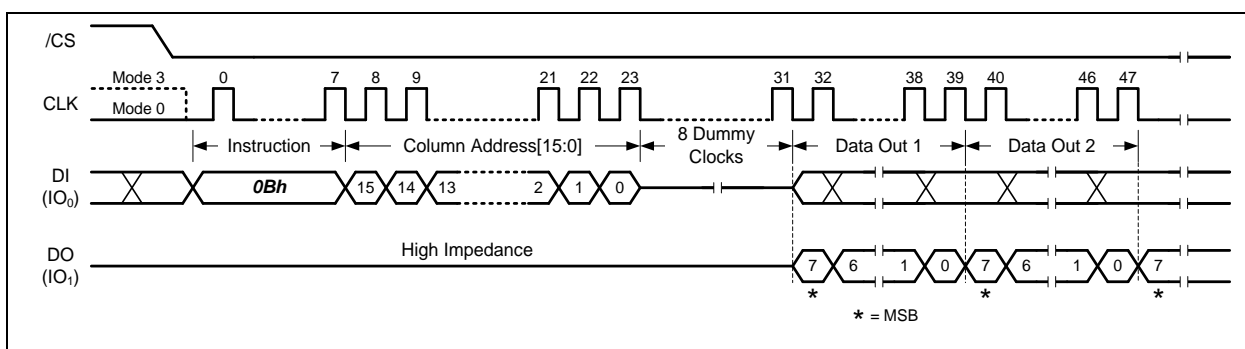 /CS
Mode 3 0 7 8 9 21 22 23 31 32 38 39 40 46 47
CLK
Mode 0
Instruction Column Address[15:0] 8 Dummy Clocks Data Out 1 Data Out 2
DI
(IO0)
0Bh 15 14 13 2 1 0
DO
(IO1)
High Impedance
7 6 1 0 7 6 1 0 7
* * *
* = MSB